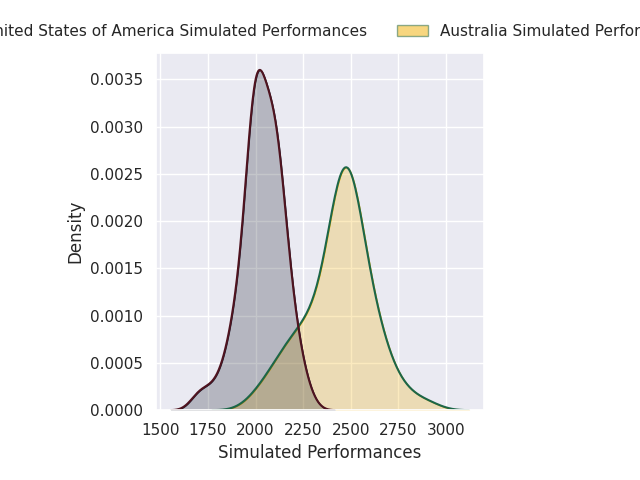 nited States of America Simulated Performances
Australia Simulated Perfor
0.0035
0.0030
0.0025
0.0020
0.0015
0.0010
0.0005
0.0000
Density
1500 1750 2000 2250 2500 2750 3000
Simulated Performances